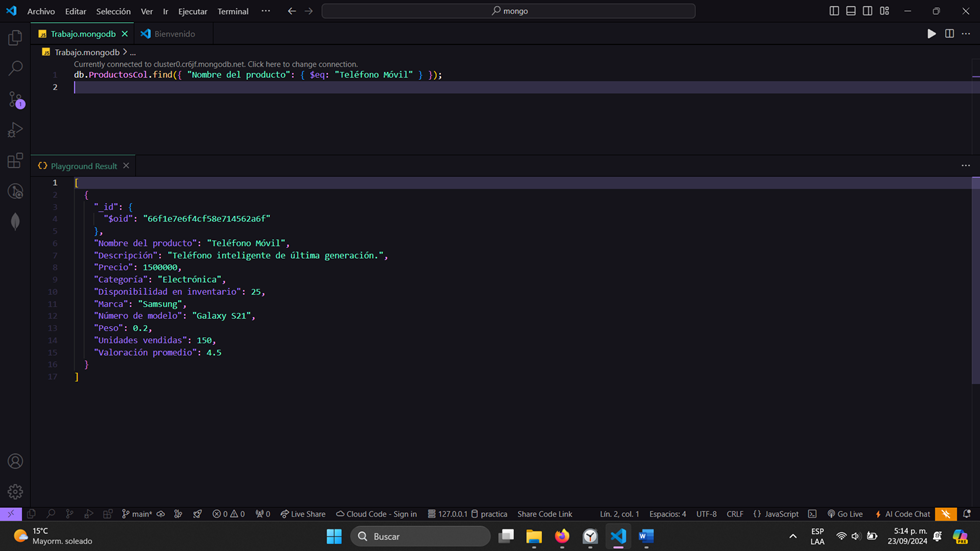 Archivo Editar Selección Ver Ir Ejecutar Terminal ··· mongo
Trabajo.mongodb Bienvenido
Trabajo.mongodb > ...
Currently connected to cluster0.cr6jf.mongodb.net. Click here to change connection.
1 db.ProductosCol.find({ "Nombre del producto": { $eq: "Teléfono Móvil" } });
2
Playground Result
1 [
2 {
3 "_id": {
4 "$oid": "66f1e7e6f4cf58e714562a6f"
5 },
6 "Nombre del producto": "Teléfono Móvil",
7 "Descripción": "Teléfono inteligente de última generación.",
8 "Precio": 1500000,
9 "Categoría": "Electrónica",
10 "Disponibilidad en inventario": 25,
11 "Marca": "Samsung",
12 "Número de modelo": "Galaxy S21",
13 "Peso": 0.2,
14 "Unidades vendidas": 150,
15 "Valoración promedio": 4.5
16 }
17 ]
main* 0 0 0 Live Share Cloud Code - Sign in 127.0.0.1 practica Share Code Link Lín. 2, col. 1 Espacios: 4 UTF-8 CRLF {} JavaScript Go Live AI Code Chat
15°C
Mayorm. soleado
Buscar
ESP
LAA
5:14 p. m.
23/09/2024